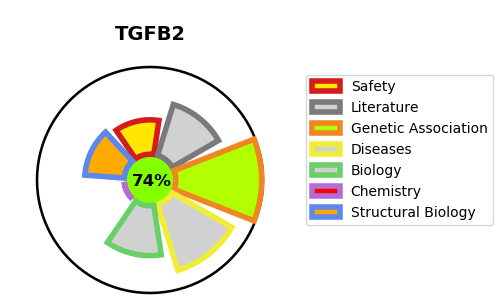 TGFB2
74%
Safety
Literature
Genetic Association
Diseases
Biology
Chemistry
Structural Biology